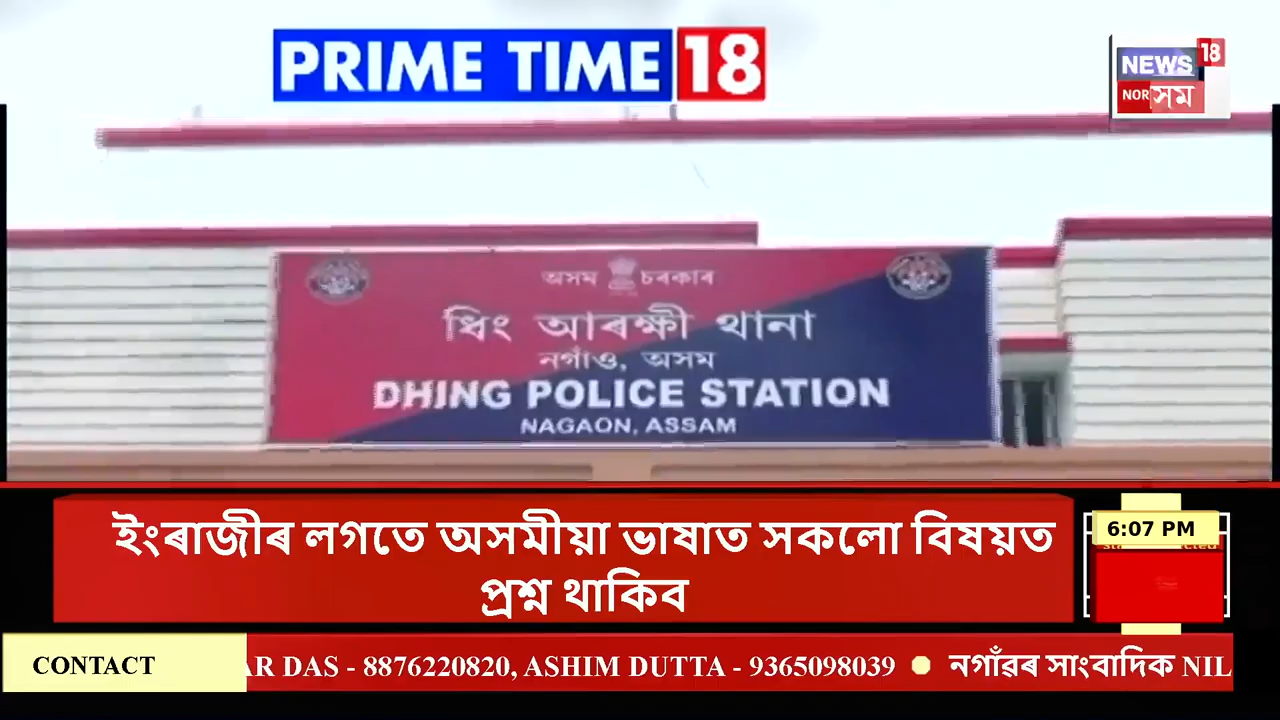 PRIME TIME 18
NEWS 18
NOR সম
অসম চৰকাৰ
ধিং আৰক্ষী থানা
নগাঁও, অসম
DHING POLICE STATION
NAGAON, ASSAM
ইংৰাজীৰ লগতে অসমীয়া ভাষাত সকলো বিষয়ত
প্ৰশ্ন থাকিব
6:07 PM
CONTACT
AR DAS - 8876220820, ASHIM DUTTA - 9365098039 নগাঁৱৰ সাংবাদিক NIL